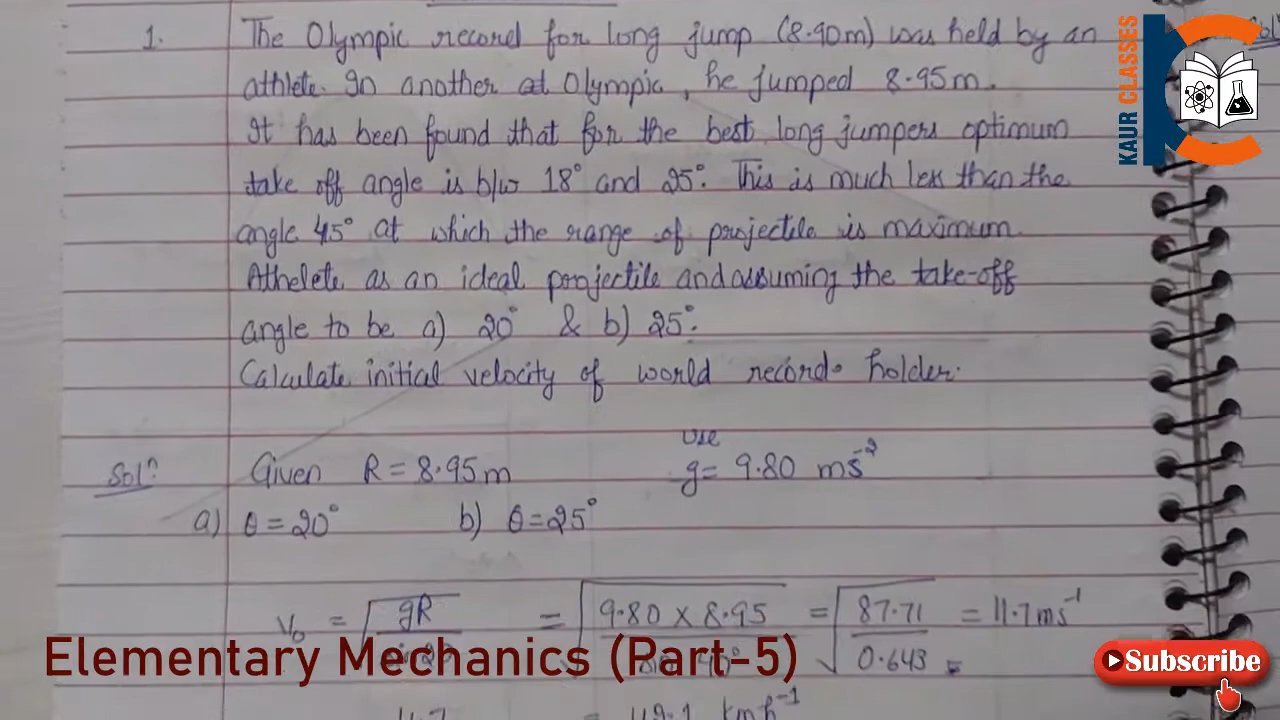 1. The Olympic record for long jump (8.90m) was held by an
athlete. In another at Olympic, he jumped 8.95m.
It has been found that for the best long jumpers optimum
take off angle is b/w 18° and 25°. This is much less than the
angle 45° at which the range of projectile is maximum.
Athelete as an ideal projectile and assuming the take-off
angle to be a) 20° & b) 25°.
Calculate initial velocity of world record holder.
Sol?
Given R = 8.95m use g= 9.80 ms⁻²
a) θ = 20° b) θ = 25°
V₀ = √gR = √9.80 × 8.95 = √87.71/0.643 = 11.7ms⁻¹
= 42.1 kmh⁻¹
Elementary Mechanics (Part-5)
KAUR CLASSES
Subscribe